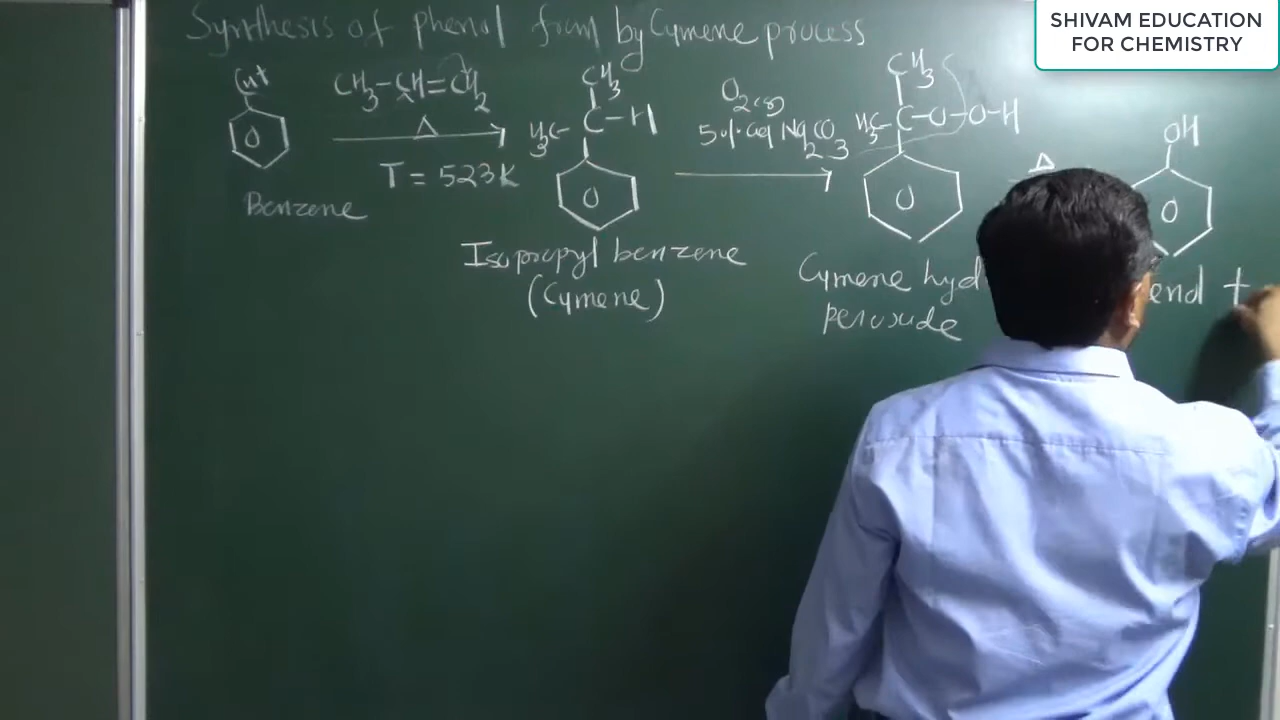 SHIVAM EDUCATION
FOR CHEMISTRY
Synthesis of phenol from by Cymene process
CH3-CH=CH2
Δ
T = 523K
Benzene
CH3
H3C- C-H
Isopropyl benzene
(Cymene)
O2(g)
5% aq Na2CO3
CH3
H3C- C-O-O-H
Cymene hyd
peroxide
Δ
OH